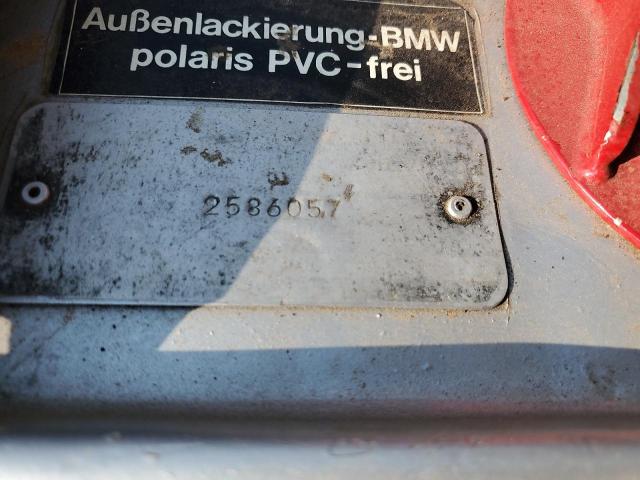 Außenlackierung-BMW
polaris PVC-frei
2586057